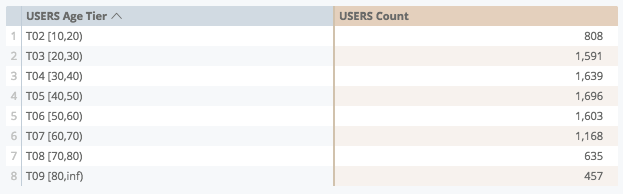 USERS Age Tier USERS Count
1 T02 [10,20) 808
2 T03 [20,30) 1,591
3 T04 [30,40) 1,639
4 T05 [40,50) 1,696
5 T06 [50,60) 1,603
6 T07 [60,70) 1,168
7 T08 [70,80) 635
8 T09 [80,inf) 457